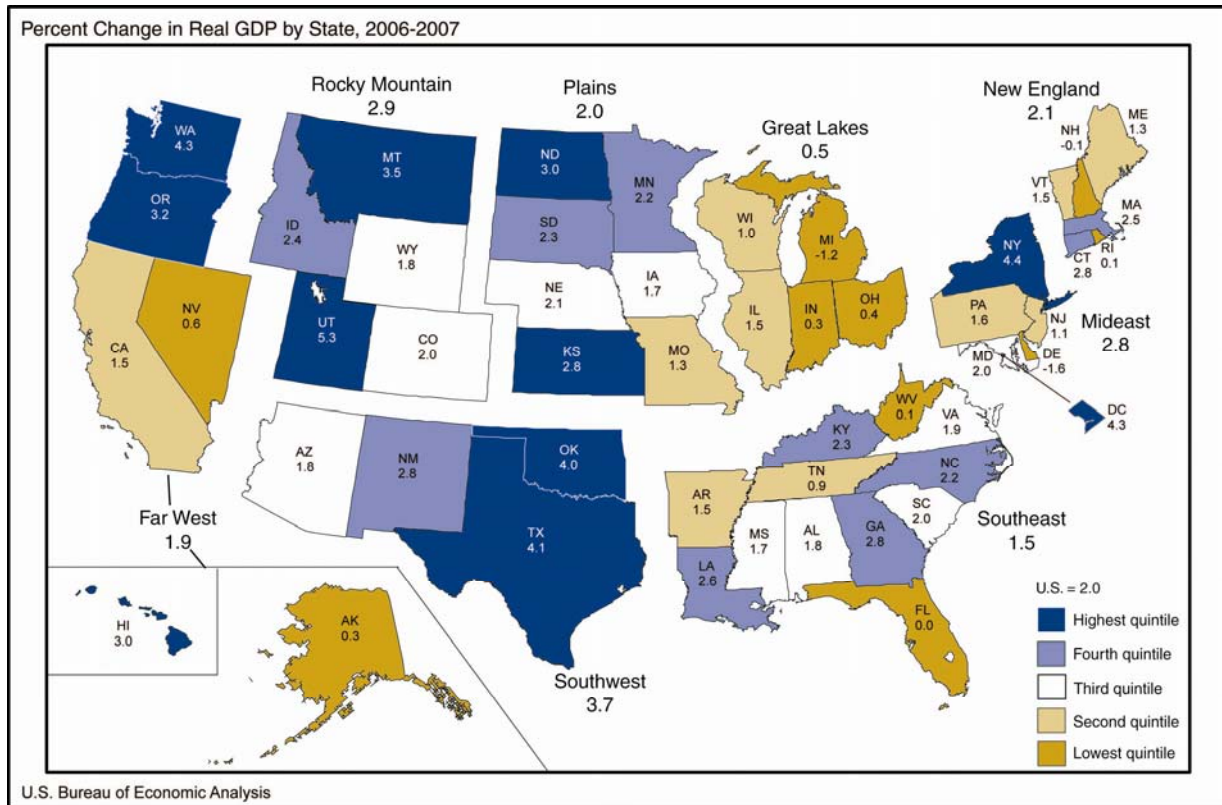 Percent Change in Real GDP by State, 2006-2007
Rocky Mountain
2.9
Plains
2.0
Great Lakes
0.5
New England
2.1
WA
4.3
OR
3.2
CA
1.5
NV
0.6
ID
2.4
MT
3.5
WY
1.8
UT
5.3
CO
2.0
AZ
1.8
NM
2.8
ND
3.0
SD
2.3
NE
2.1
KS
2.8
OK
4.0
TX
4.1
MN
2.2
IA
1.7
MO
1.3
WI
1.0
IL
1.5
MI
-1.2
IN
0.3
OH
0.4
NH
-0.1
ME
1.3
VT
1.5
MA
2.5
RI
0.1
CT
2.8
NY
4.4
PA
1.6
NJ
1.1
Mideast
2.8
MD
2.0
DE
-1.6
DC
4.3
WV
0.1
VA
1.9
KY
2.3
NC
2.2
TN
0.9
AR
1.5
SC
2.0
MS
1.7
AL
1.8
GA
2.8
LA
2.6
FL
0.0
Southeast
1.5
Far West
1.9
HI
3.0
AK
0.3
Southwest
3.7
U.S. = 2.0
Highest quintile
Fourth quintile
Third quintile
Second quintile
Lowest quintile
U.S. Bureau of Economic Analysis